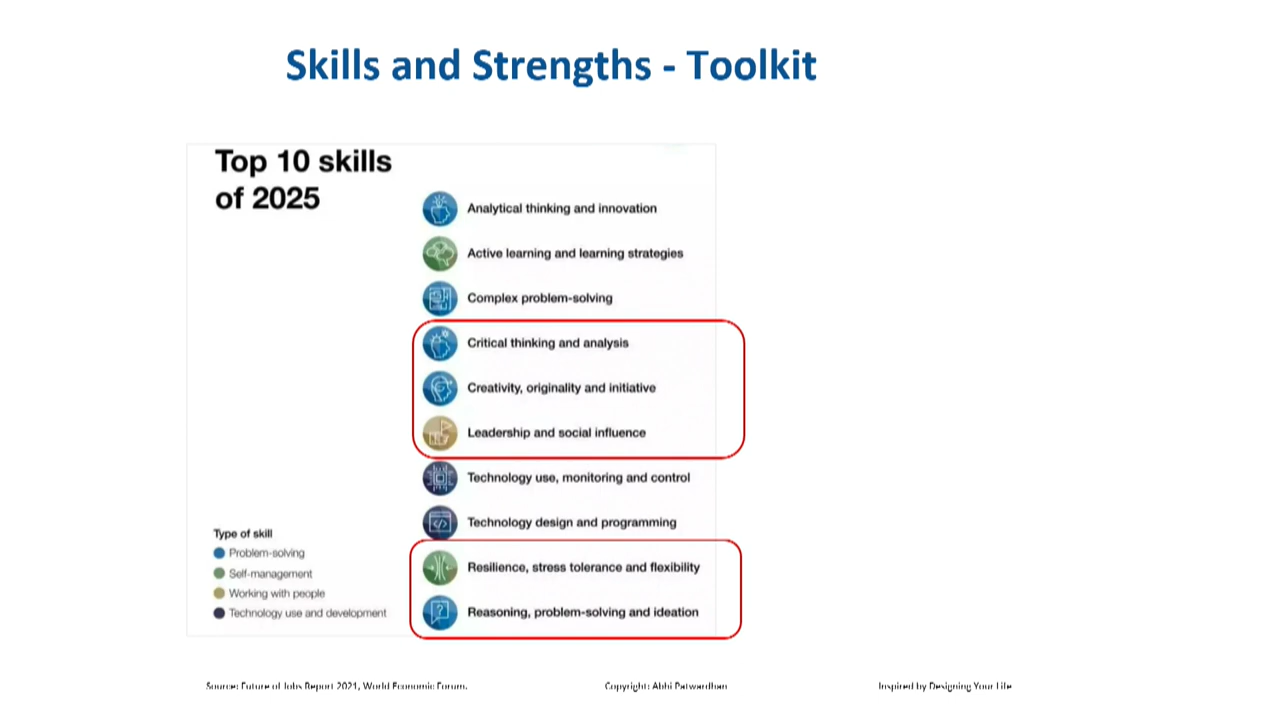 Skills and Strengths - Toolkit
Top 10 skills
of 2025
Analytical thinking and innovation
Active learning and learning strategies
Complex problem-solving
Critical thinking and analysis
Creativity, originality and initiative
Leadership and social influence
Technology use, monitoring and control
Technology design and programming
Resilience, stress tolerance and flexibility
Reasoning, problem-solving and ideation
Type of skill
Problem-solving
Self-management
Working with people
Technology use and development
Source: Future of Jobs Report 2021, World Economic Forum.
Copyright: Abhi Patwardhan
Inspired by Designing Your Life